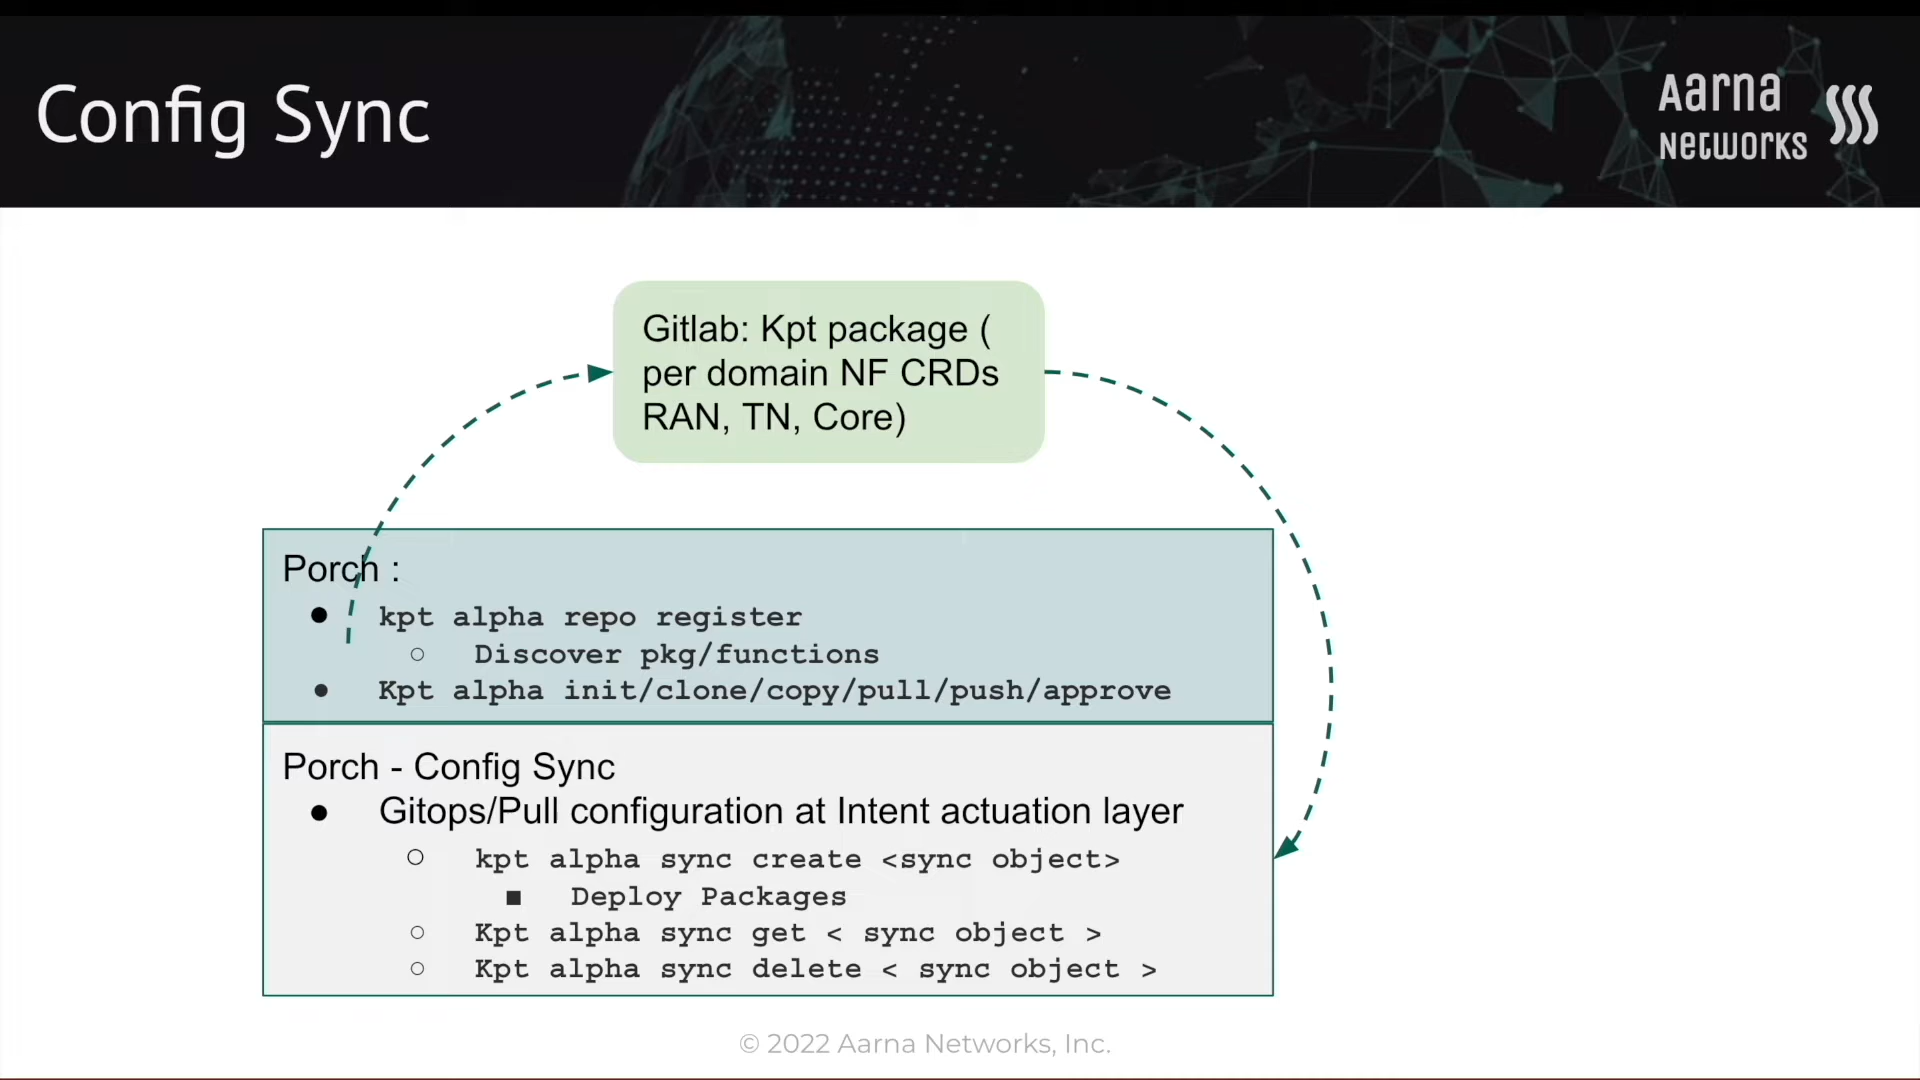 Config Sync
Aarna
Networks
Gitlab: Kpt package (
per domain NF CRDs
RAN, TN, Core)
Porch :
● kpt alpha repo register
○ Discover pkg/functions
● Kpt alpha init/clone/copy/pull/push/approve
Porch - Config Sync
● Gitops/Pull configuration at Intent actuation layer
○ kpt alpha sync create <sync object>
■ Deploy Packages
○ Kpt alpha sync get < sync object >
○ Kpt alpha sync delete < sync object >
© 2022 Aarna Networks, Inc.